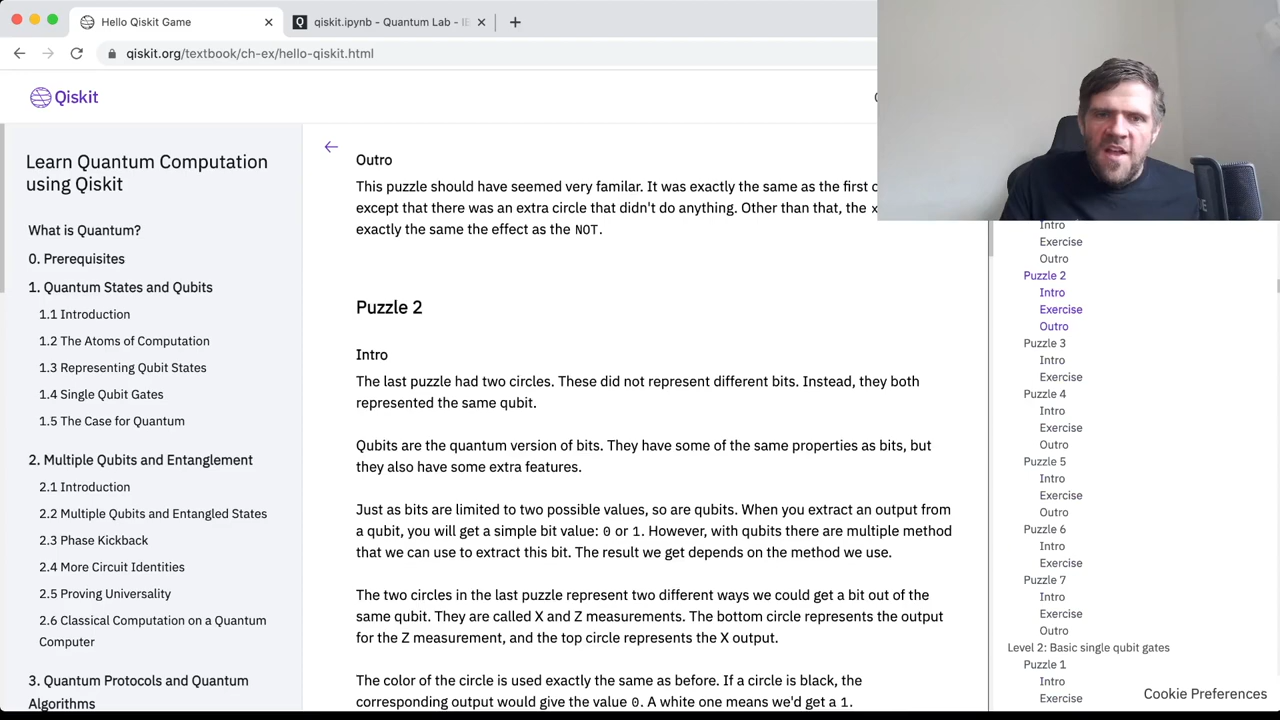 Hello Qiskit Game
qiskit.ipynb - Quantum Lab - I
qiskit.org/textbook/ch-ex/hello-qiskit.html
Qiskit
Learn Quantum Computation
using Qiskit
What is Quantum?
0. Prerequisites
1. Quantum States and Qubits
1.1 Introduction
1.2 The Atoms of Computation
1.3 Representing Qubit States
1.4 Single Qubit Gates
1.5 The Case for Quantum
2. Multiple Qubits and Entanglement
2.1 Introduction
2.2 Multiple Qubits and Entangled States
2.3 Phase Kickback
2.4 More Circuit Identities
2.5 Proving Universality
2.6 Classical Computation on a Quantum
Computer
3. Quantum Protocols and Quantum
Algorithms
Outro
This puzzle should have seemed very familar. It was exactly the same as the first
except that there was an extra circle that didn't do anything. Other than that, the x
exactly the same the effect as the NOT.
Puzzle 2
Intro
The last puzzle had two circles. These did not represent different bits. Instead, they both
represented the same qubit.
Qubits are the quantum version of bits. They have some of the same properties as bits, but
they also have some extra features.
Just as bits are limited to two possible values, so are qubits. When you extract an output from
a qubit, you will get a simple bit value: 0 or 1. However, with qubits there are multiple method
that we can use to extract this bit. The result we get depends on the method we use.
The two circles in the last puzzle represent two different ways we could get a bit out of the
same qubit. They are called X and Z measurements. The bottom circle represents the output
for the Z measurement, and the top circle represents the X output.
The color of the circle is used exactly the same as before. If a circle is black, the
corresponding output would give the value 0. A white one means we'd get a 1.
Intro
Exercise
Outro
Puzzle 2
Intro
Exercise
Outro
Puzzle 3
Intro
Exercise
Puzzle 4
Intro
Exercise
Outro
Puzzle 5
Intro
Exercise
Outro
Puzzle 6
Intro
Exercise
Puzzle 7
Intro
Exercise
Outro
Level 2: Basic single qubit gates
Puzzle 1
Intro
Exercise
Cookie Preferences